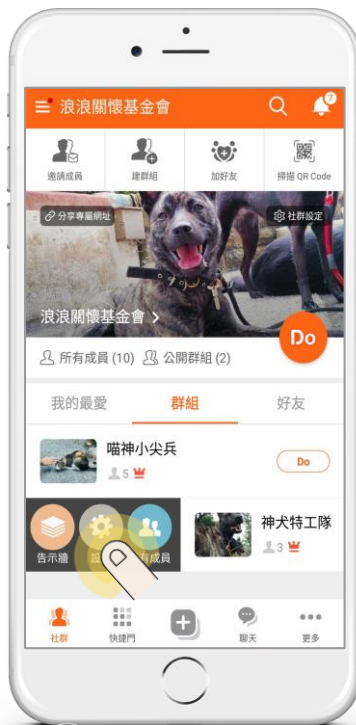 浪浪關懷基金會
7
邀請成員
建群組
加好友
掃描 QR Code
分享專屬網址
社群設定
浪浪關懷基金會 >
Do
所有成員 (10)
公開群組 (2)
我的最愛
群組
好友
喵神小尖兵
5
Do
告示牆
神犬特工隊
3
社群
快捷門
聊天
更多